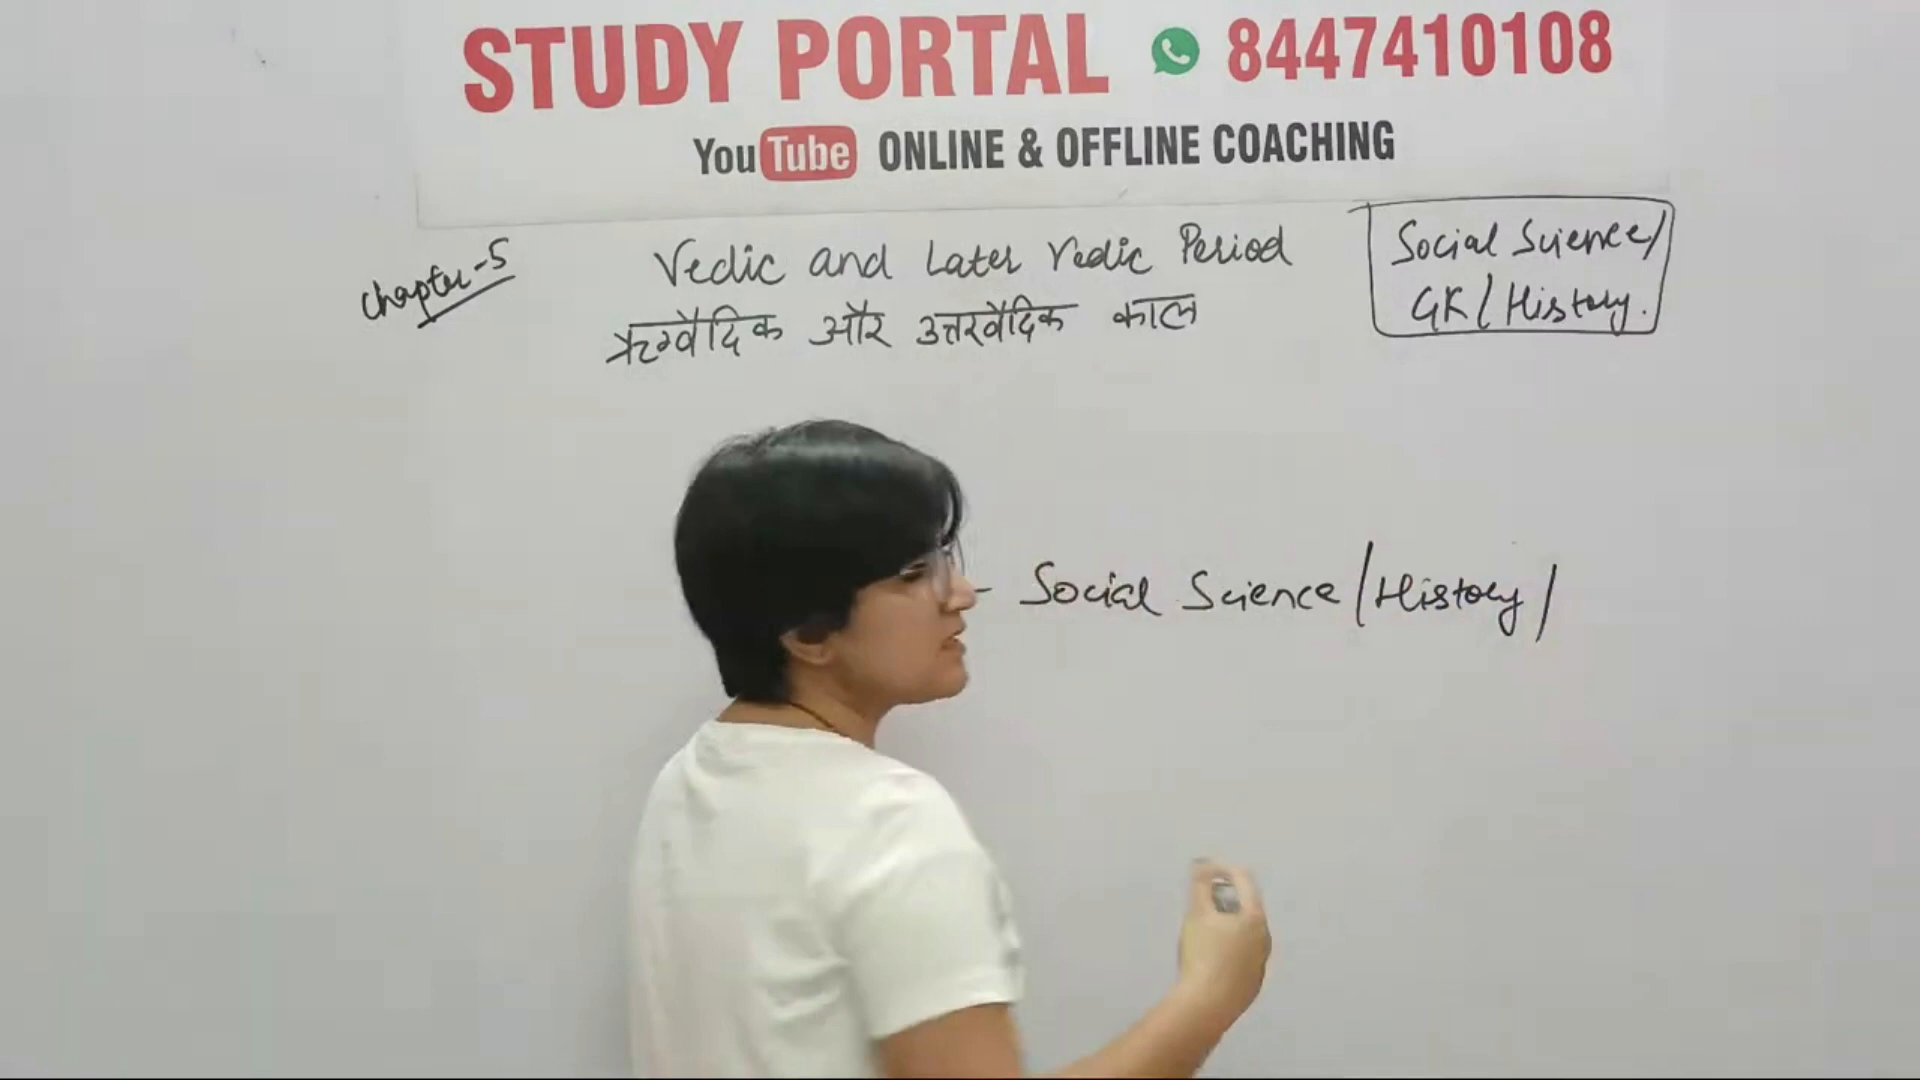 STUDY PORTAL 8447410108
YouTube ONLINE & OFFLINE COACHING
Chapter-5
Vedic and Later Vedic Period
ऋग्वैदिक और उत्तरवैदिक काल
Social Science/
GK/History.
- Social Science/History/